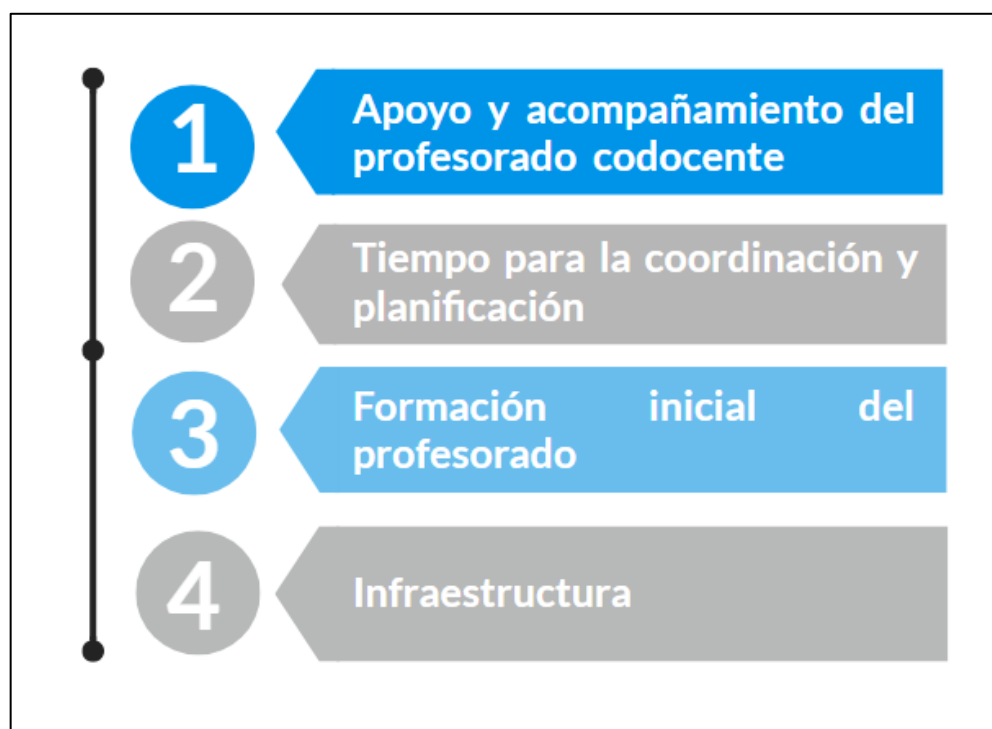 1
Apoyo y acompañamiento del
profesorado codocente
2
Tiempo para la coordinación y
planificación
3
Formación inicial del
profesorado
4
Infraestructura